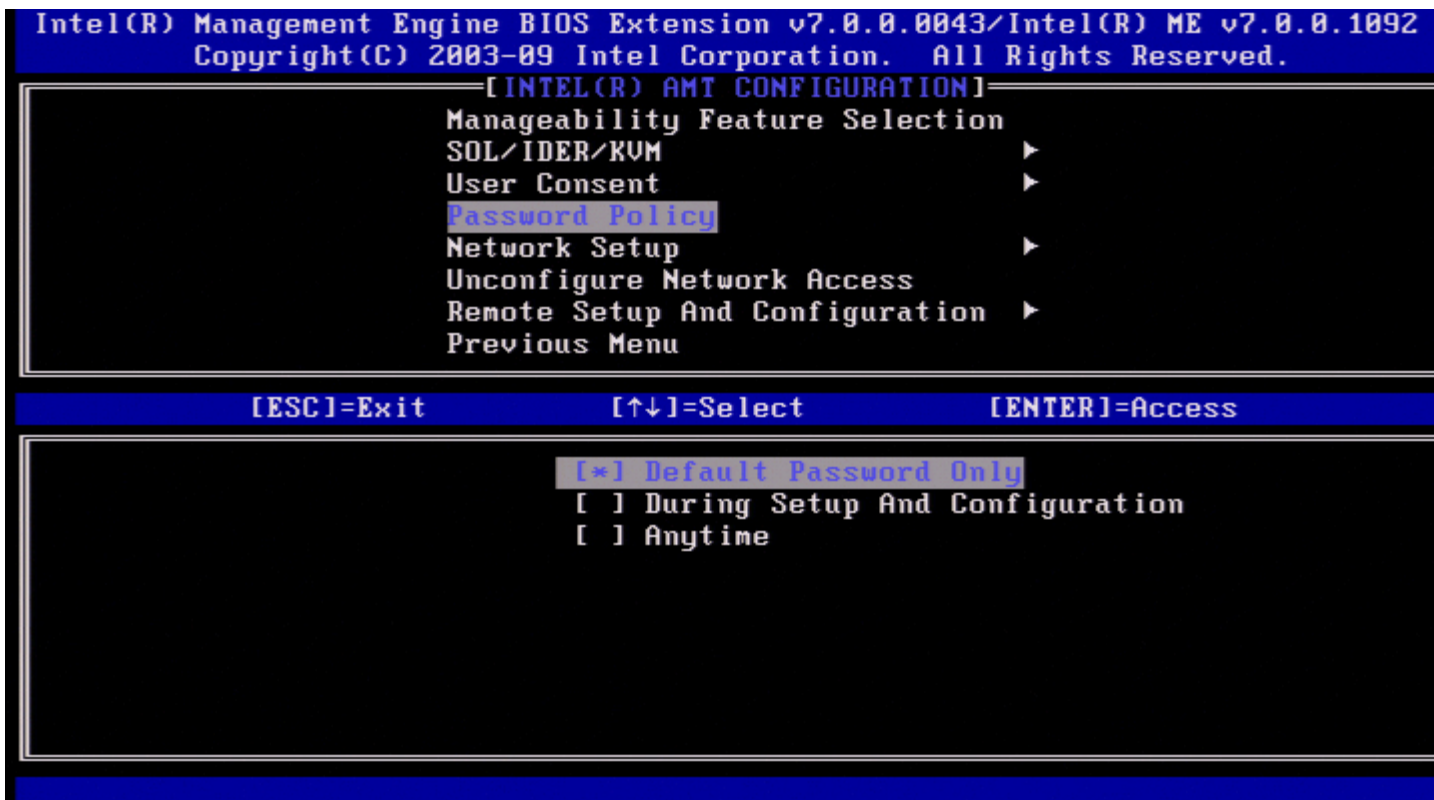 Intel(R) Management Engine BIOS Extension v7.0.0.0043/Intel(R) ME v7.0.0.1092
Copyright(C) 2003-09 Intel Corporation. All Rights Reserved.
[INTEL(R) AMT CONFIGURATION]
Manageability Feature Selection
SOL/IDER/KVM ►
User Consent ►
Password Policy
Network Setup ►
Unconfigure Network Access
Remote Setup And Configuration ►
Previous Menu
[ESC]=Exit [↑↓]=Select [ENTER]=Access
[*] Default Password Only
[ ] During Setup And Configuration
[ ] Anytime